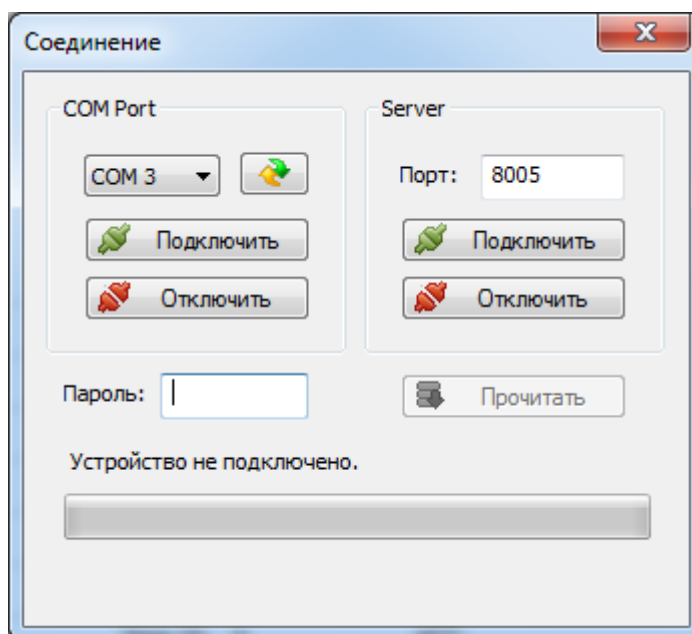 Соединение
COM Port
COM 3
Подключить
Отключить
Server
Порт: 8005
Подключить
Отключить
Пароль:
Прочитать
Устройство не подключено.